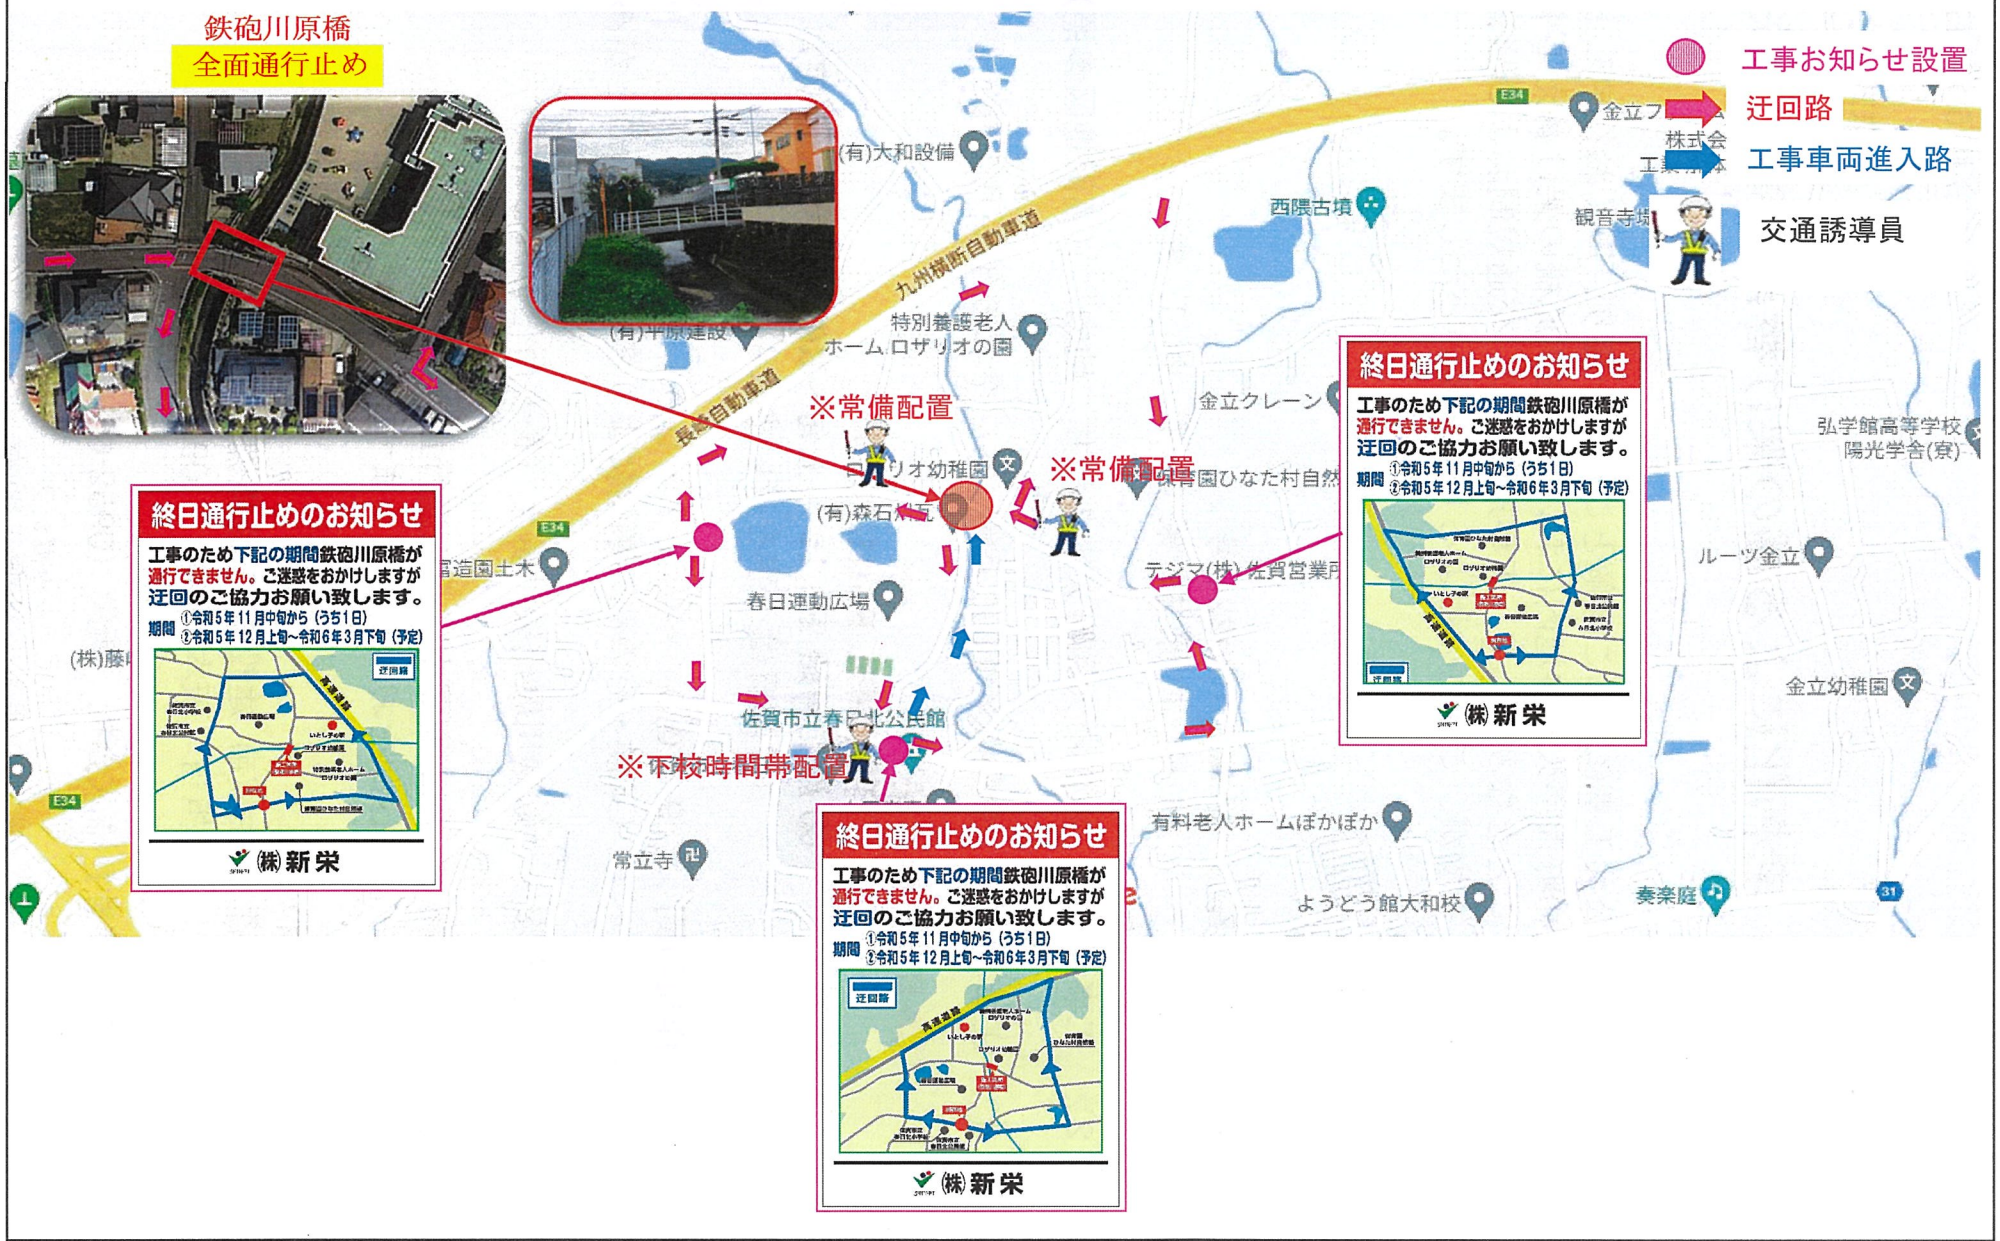 鉄砲川原橋
全面通行止め
工事お知らせ設置
迂回路
工事車両進入路
交通誘導員
E34
(有)大和設備
西隈古墳
九州横断自動車道
長崎自動車道
(有)平原建設
特別養護老人
ホーム ロザリオの園
金立クレーン
弘学館高等学校
陽光学舎(寮)
※常備配置
リオ幼稚園
※常備配置
保育園ひなた村自然
(有)森石
E34
富造園土木
テジマ(株) 佐賀営業所
春日運動広場
ルーツ金立
金立幼稚園
佐賀市立春日北公民館
※下校時間帯配置
E34
常立寺
有料老人ホームぽかぽか
ようどう館大和校
奏楽庭
31
終日通行止めのお知らせ
工事のため下記の期間鉄砲川原橋が
通行できません。ご迷惑をおかけしますが
迂回のご協力お願い致します。
期間 ①令和5年11月中旬から（うち1日）
②令和5年12月上旬～令和6年3月下旬（予定）
迂回路
高速道路
(株)新栄
終日通行止めのお知らせ
工事のため下記の期間鉄砲川原橋が
通行できません。ご迷惑をおかけしますが
迂回のご協力お願い致します。
期間 ①令和5年11月中旬から（うち1日）
②令和5年12月上旬～令和6年3月下旬（予定）
高速道路
迂回路
(株)新栄
終日通行止めのお知らせ
工事のため下記の期間鉄砲川原橋が
通行できません。ご迷惑をおかけしますが
迂回のご協力お願い致します。
期間 ①令和5年11月中旬から（うち1日）
②令和5年12月上旬～令和6年3月下旬（予定）
迂回路
高速道路
(株)新栄